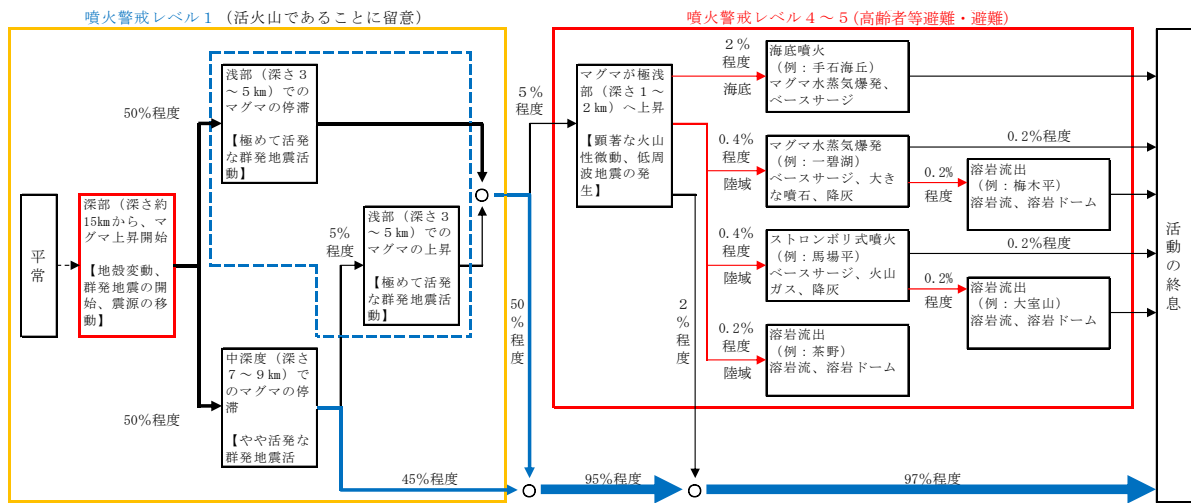 噴火警戒レベル１（活火山であることに留意）
噴火警戒レベル４～５(高齢者等避難・避難)
平常
深部（深さ約
15㎞から、マグ
マ上昇開始
【地殻変動、
群発地震の開
始、震源の移
動】
50%程度
50%程度
浅部（深さ３
～５㎞）での
マグマの停滞
【極めて活発
な群発地震活
動】
中深度（深さ
７～９㎞）で
のマグマの停
滞
【やや活発な
群発地震活
5%
程度
浅部（深さ３
～５㎞）での
マグマの上昇
【極めて活発
な群発地震活
動】
45%程度
50%程度
５%
程度
95%程度
マグマが極浅
部（深さ１～
２㎞）へ上昇
【顕著な火山
性微動、低周
波地震の発
生】
２%程度
97%程度
２%
程度
海底
海底噴火
（例：手石海丘）
マグマ水蒸気爆発、
ベースサージ
0.4%
程度
陸域
マグマ水蒸気爆発
（例：一碧湖）
ベースサージ、大き
な噴石、降灰
0.2%程度
0.2%
程度
溶岩流出
（例：梅木平）
溶岩流、溶岩ドーム
0.4%
程度
陸域
ストロンボリ式噴火
（例：馬場平）
ベースサージ、火山
ガス、降灰
0.2%程度
0.2%
程度
溶岩流出
（例：大室山）
溶岩流、溶岩ドーム
0.2%
程度
陸域
溶岩流出
（例：茶野）
溶岩流、溶岩ドーム
活動の終息